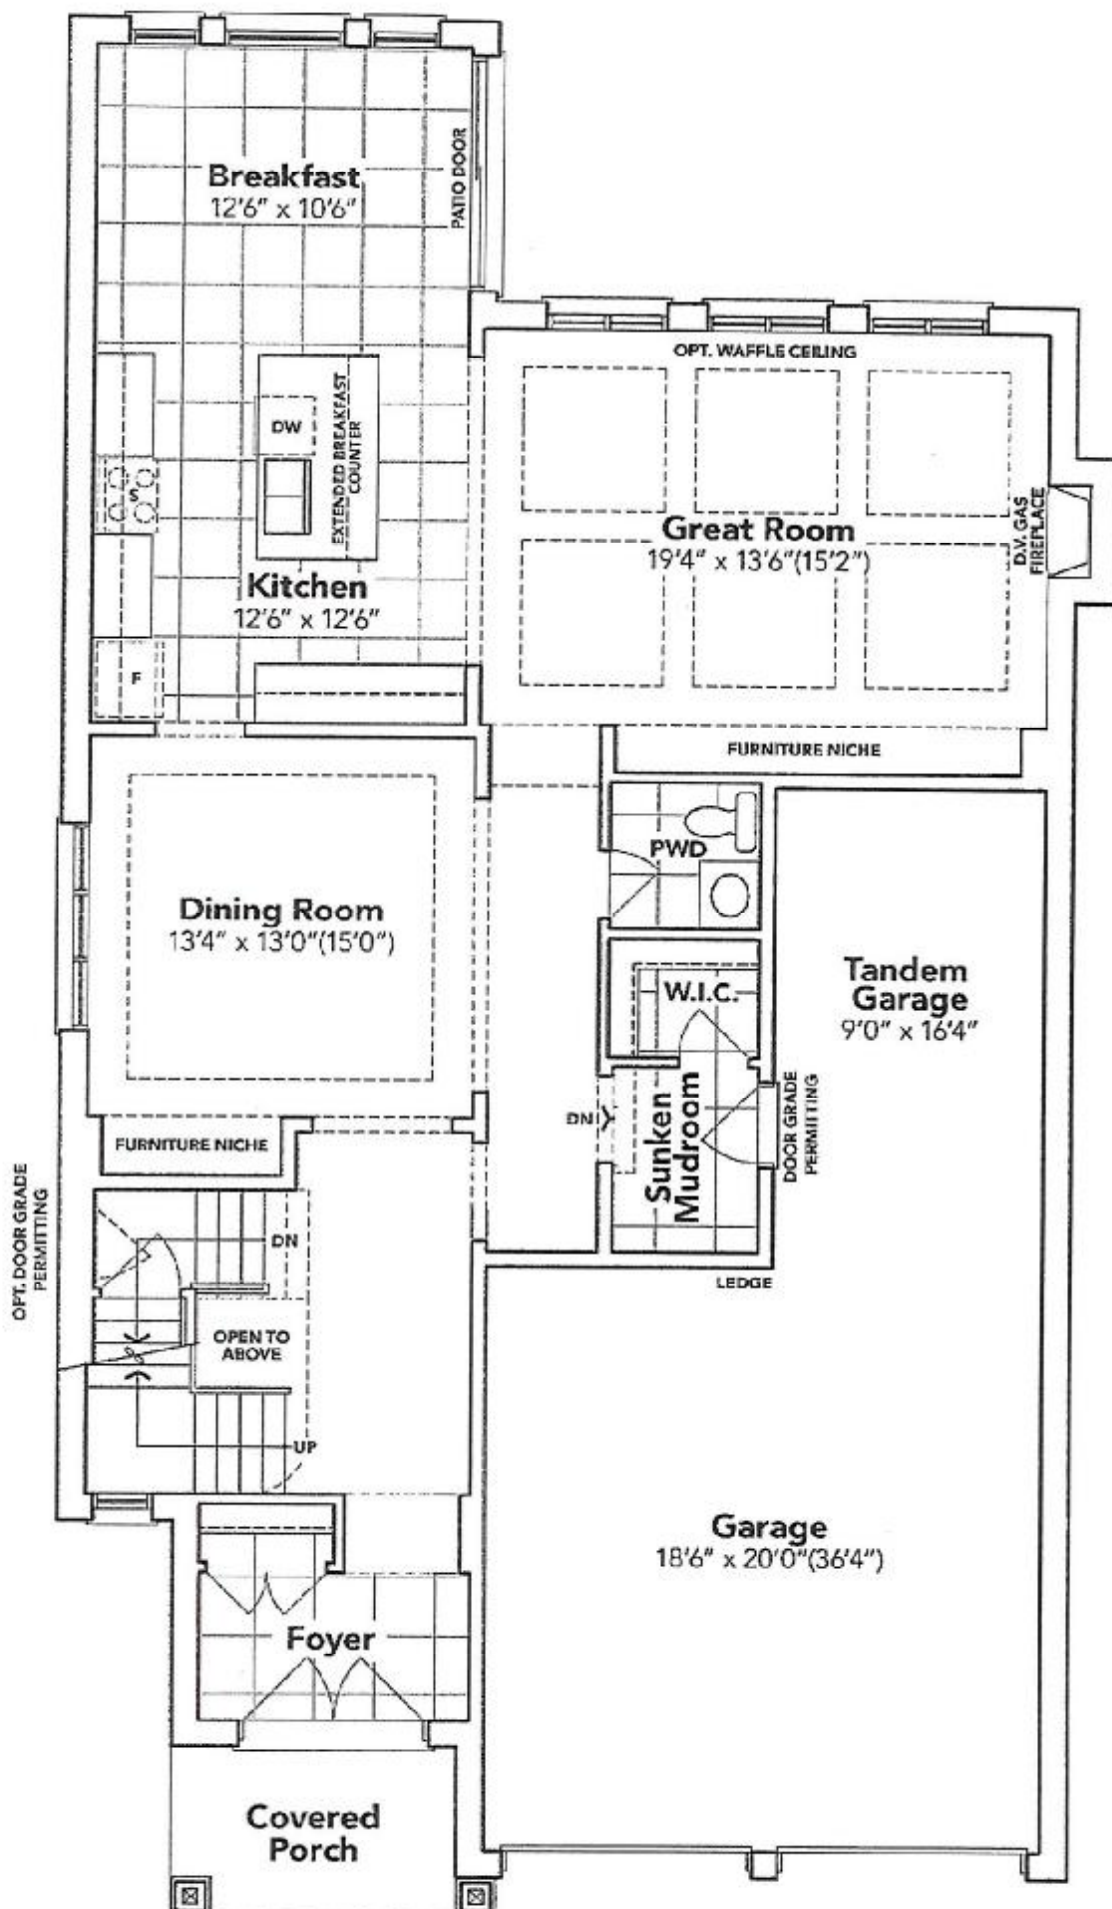 Breakfast
12'6" x 10'6"
PATIO DOOR
OPT. WAFFLE CEILING
DW
EXTENDED BREAKFAST
COUNTER
S
Great Room
19'4" x 13'6"(15'2")
D.V. GAS
FIREPLACE
Kitchen
12'6" x 12'6"
F
FURNITURE NICHE
PWD
Dining Room
13'4" x 13'0"(15'0")
Tandem
Garage
9'0" x 16'4"
W.I.C.
DN
Sunken
Mudroom
DOOR GRADE
PERMITTING
FURNITURE NICHE
OPT. DOOR GRADE
PERMITTING
DN
LEDGE
OPEN TO
ABOVE
UP
Garage
18'6" x 20'0"(36'4")
Foyer
Covered
Porch